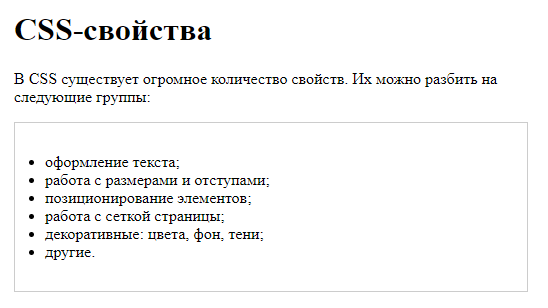 CSS-свойства
В CSS существует огромное количество свойств. Их можно разбить на
следующие группы:
• оформление текста;
• работа с размерами и отступами;
• позиционирование элементов;
• работа с сеткой страницы;
• декоративные: цвета, фон, тени;
• другие.